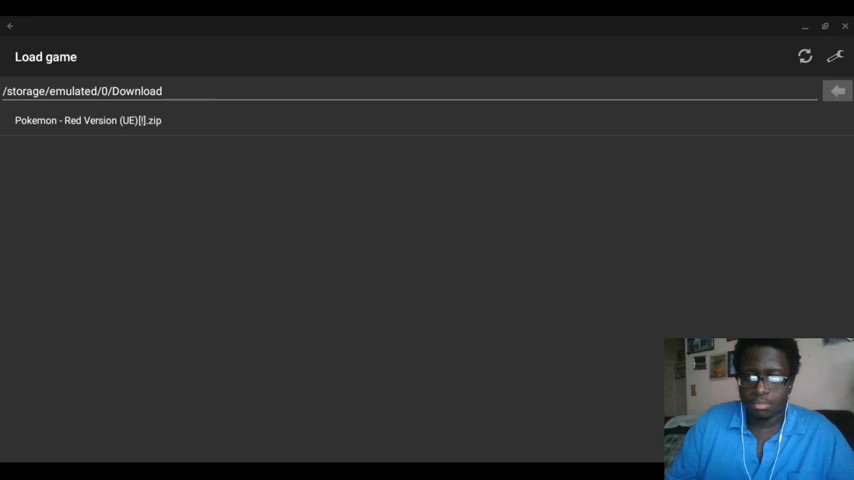 Load game
/storage/emulated/0/Download
Pokemon - Red Version (UE)[!].zip